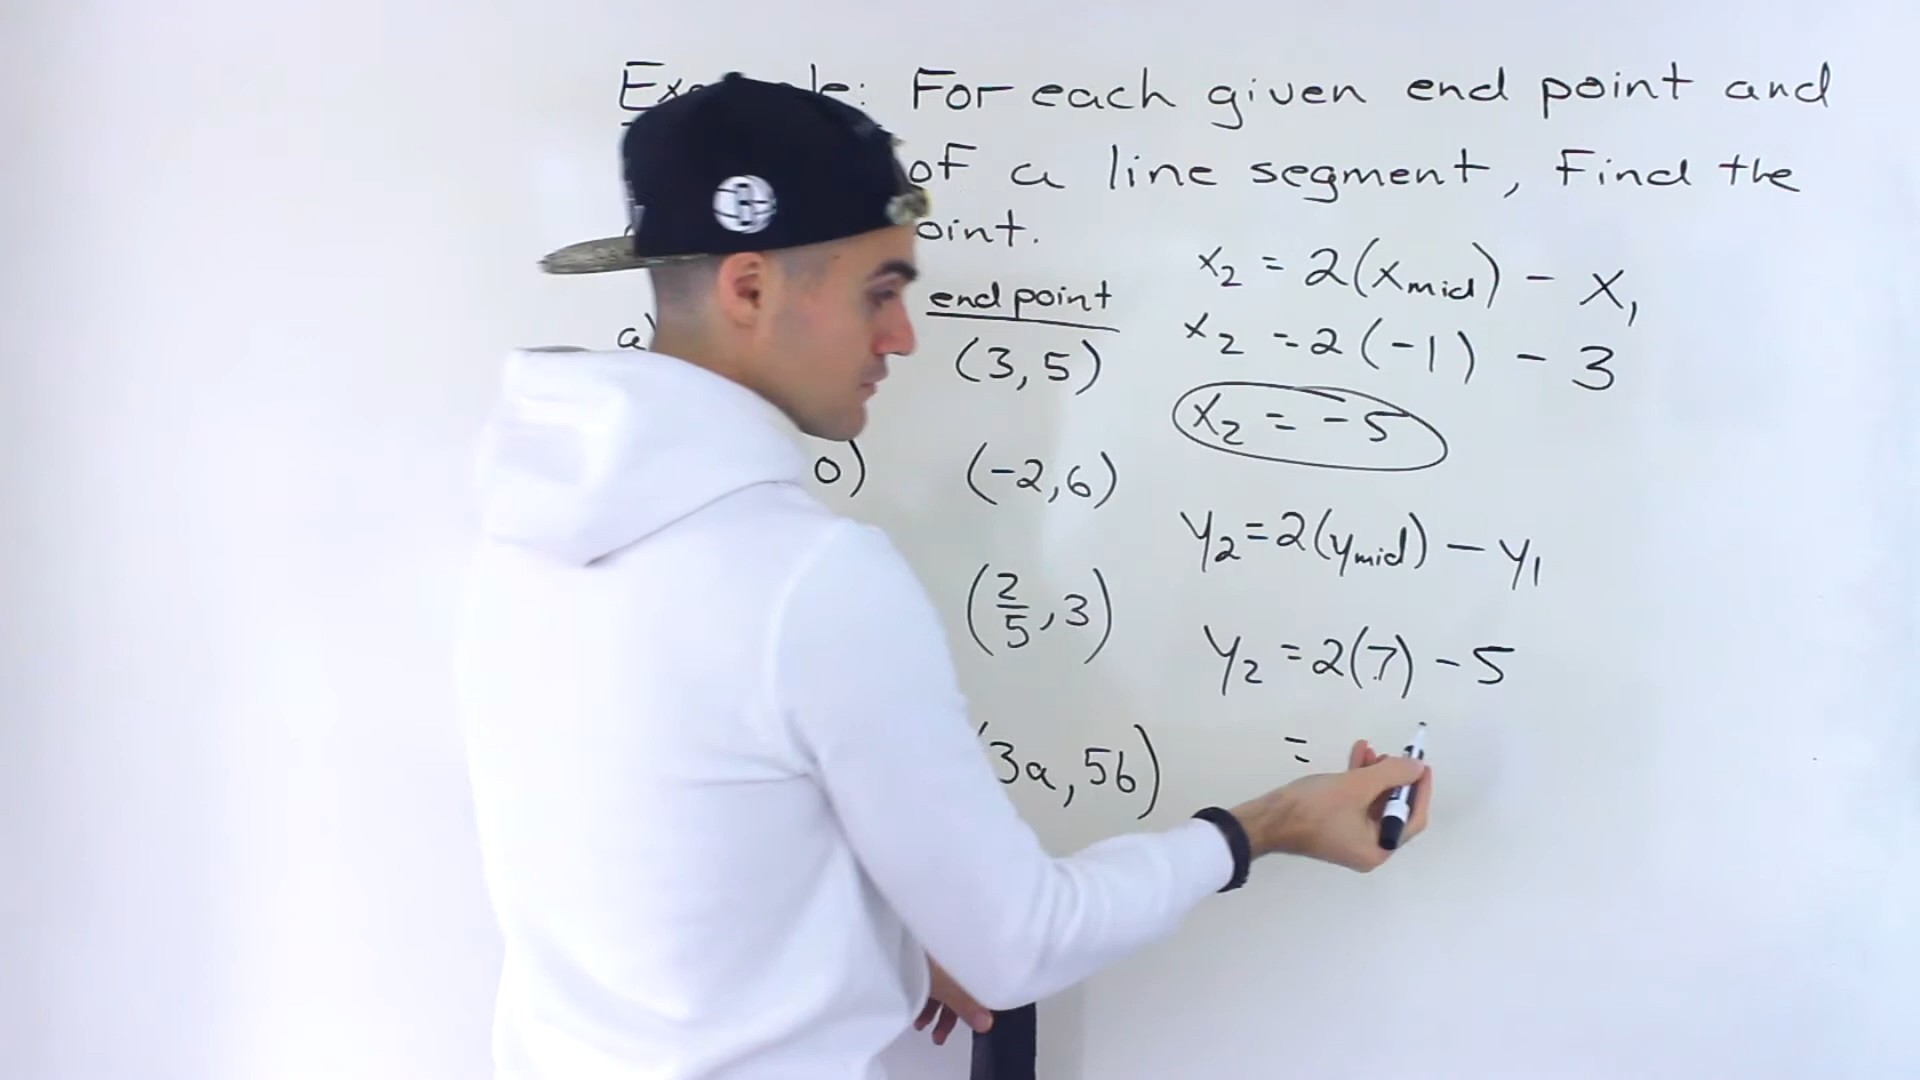 For each given end point and
of a line segment, Find the
oint.
x₂ = 2(xmid) - x₁
end point
x₂ = 2(-1) - 3
a)
(3,5)
x₂ = -5
0)
(-2,6)
y₂=2(ymid) - y₁
(2/5,3)
y₂ =2(7) - 5
(3a,5b)
=